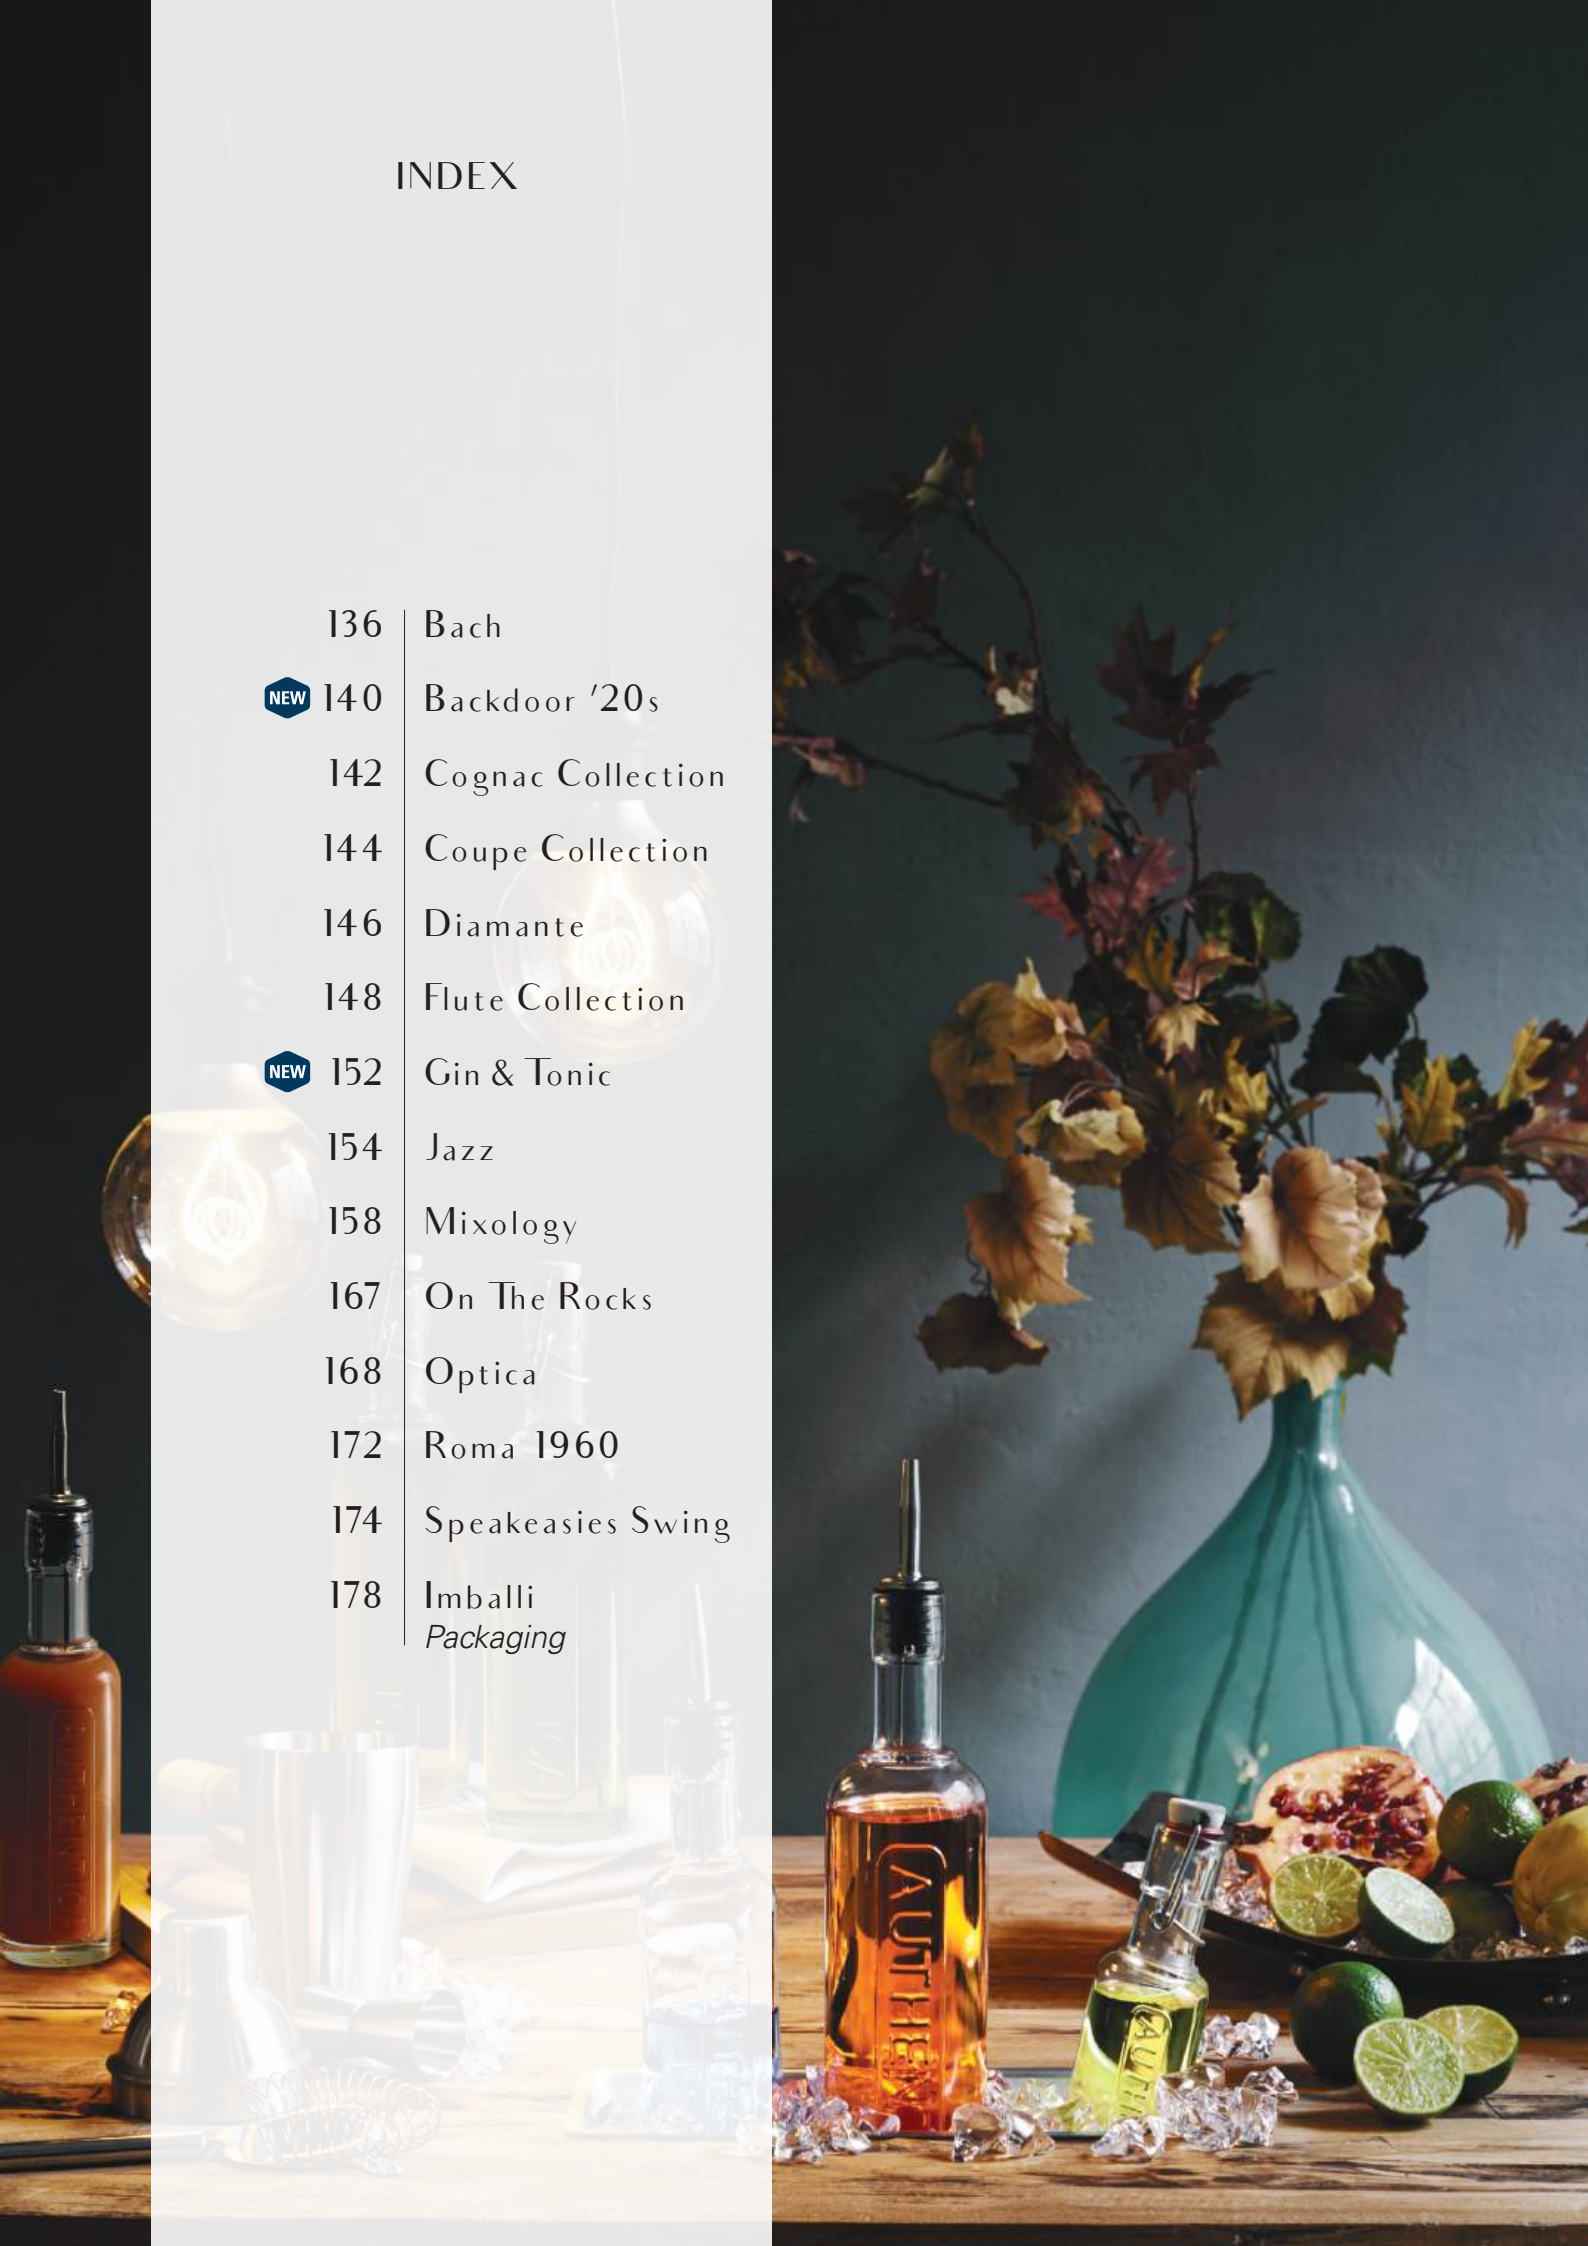 INDEX
136 Bach
NEW 140 Backdoor '20s
142 Cognac Collection
144 Coupe Collection
146 Diamante
148 Flute Collection
NEW 152 Gin & Tonic
154 Jazz
158 Mixology
167 On The Rocks
168 Optica
172 Roma 1960
174 Speakeasies Swing
178 Imballi
Packaging
AUTHEN
AUTH